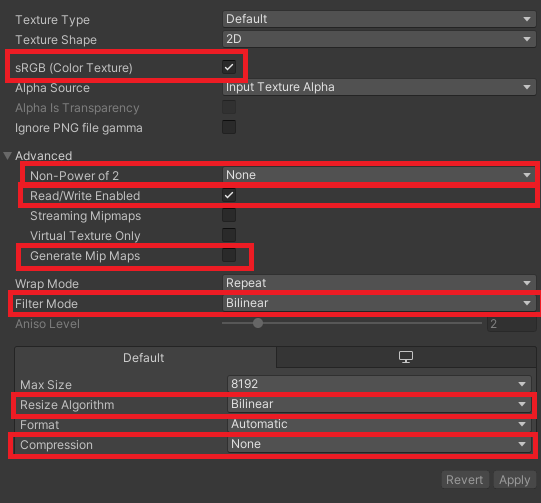 Texture Type Default
Texture Shape 2D
sRGB (Color Texture)
Alpha Source Input Texture Alpha
Alpha Is Transparency
Ignore PNG file gamma
Advanced
Non-Power of 2 None
Read/Write Enabled
Streaming Mipmaps
Virtual Texture Only
Generate Mip Maps
Wrap Mode Repeat
Filter Mode Bilinear
Aniso Level 2
Default
Max Size 8192
Resize Algorithm Bilinear
Format Automatic
Compression None
Revert Apply